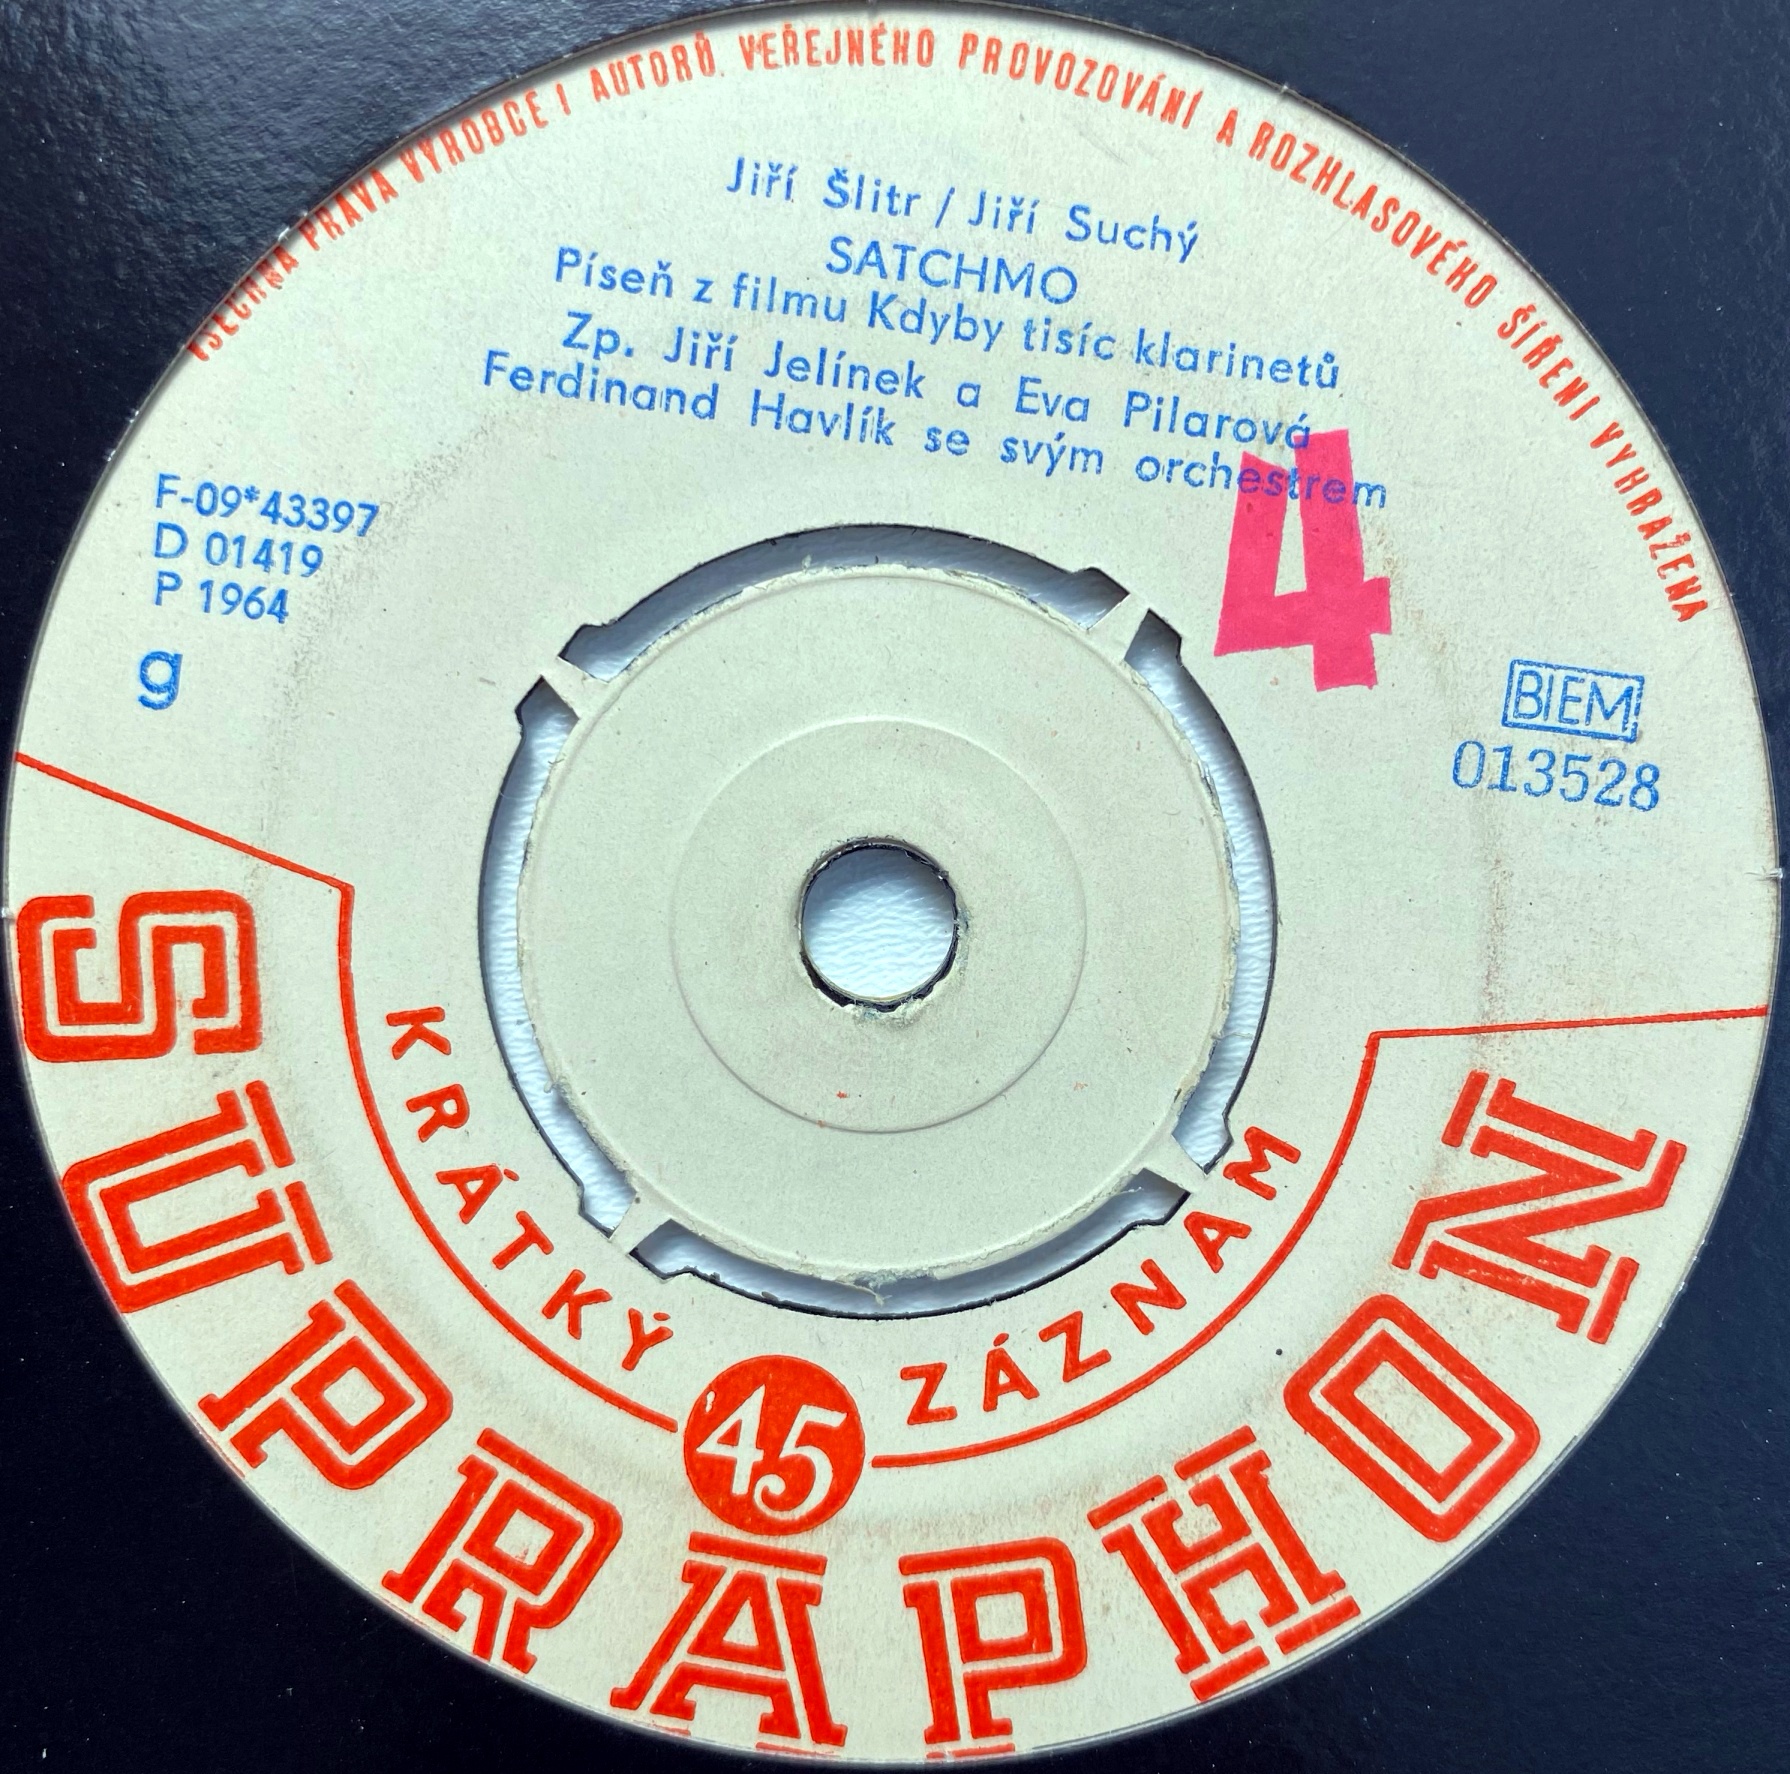 VŠECHNA PRÁVA VÝROBCE I AUTORŮ. VEŘEJNÉHO PROVOZOVÁNÍ A ROZHLASOVÉHO ŠÍŘENÍ VYHRAŽENA
Jiří Šlitr / Jiří Suchý
SATCHMO
Píseň z filmu Kdyby tisíc klarinetů
Zp. Jiří Jelínek a Eva Pilarová
Ferdinand Havlík se svým orchestrem
4
F-09*43397
D 01419
P 1964
g
BIEM
013528
KRÁTKÝ ZÁZNAM
45
SUPRAPHON